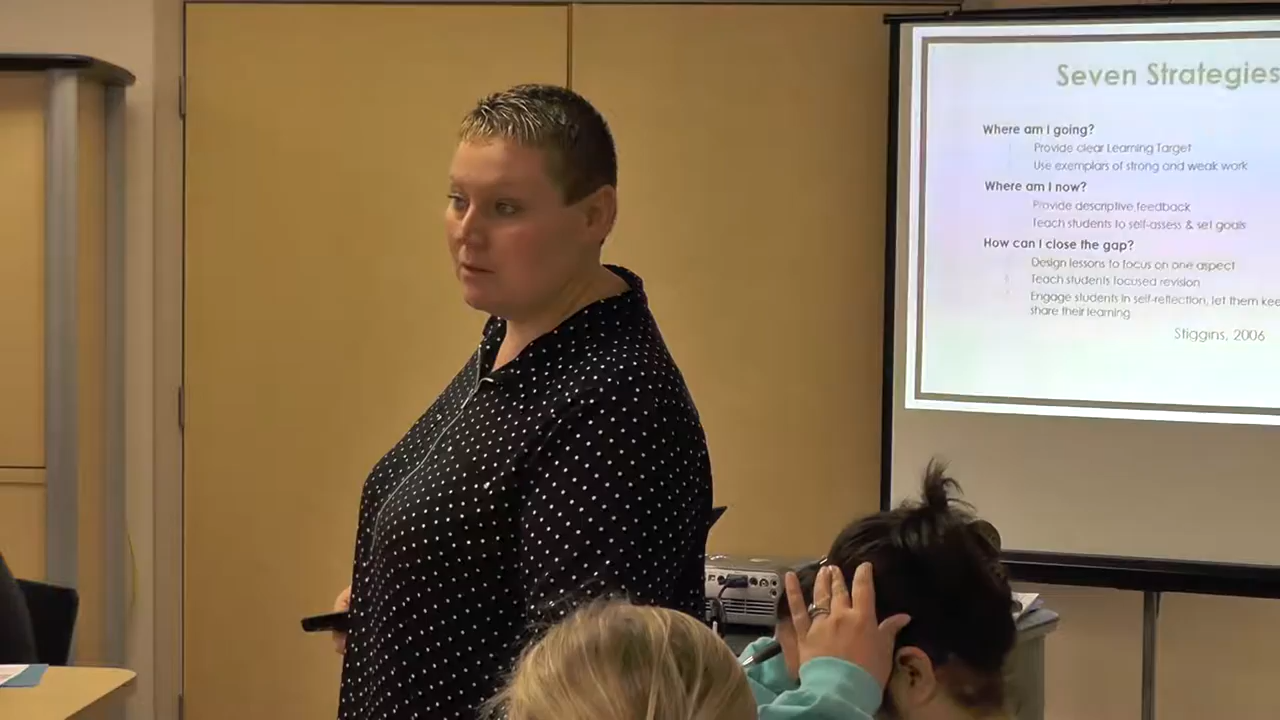 Seven Strategies
Where am I going?
Provide clear Learning Target
Use exemplars of strong and weak work
Where am I now?
Provide descriptive feedback
Teach students to self-assess & set goals
How can I close the gap?
Design lessons to focus on one aspect
Teach students focused revision
Engage students in self-reflection, let them kee
share their learning
Stiggins, 2006